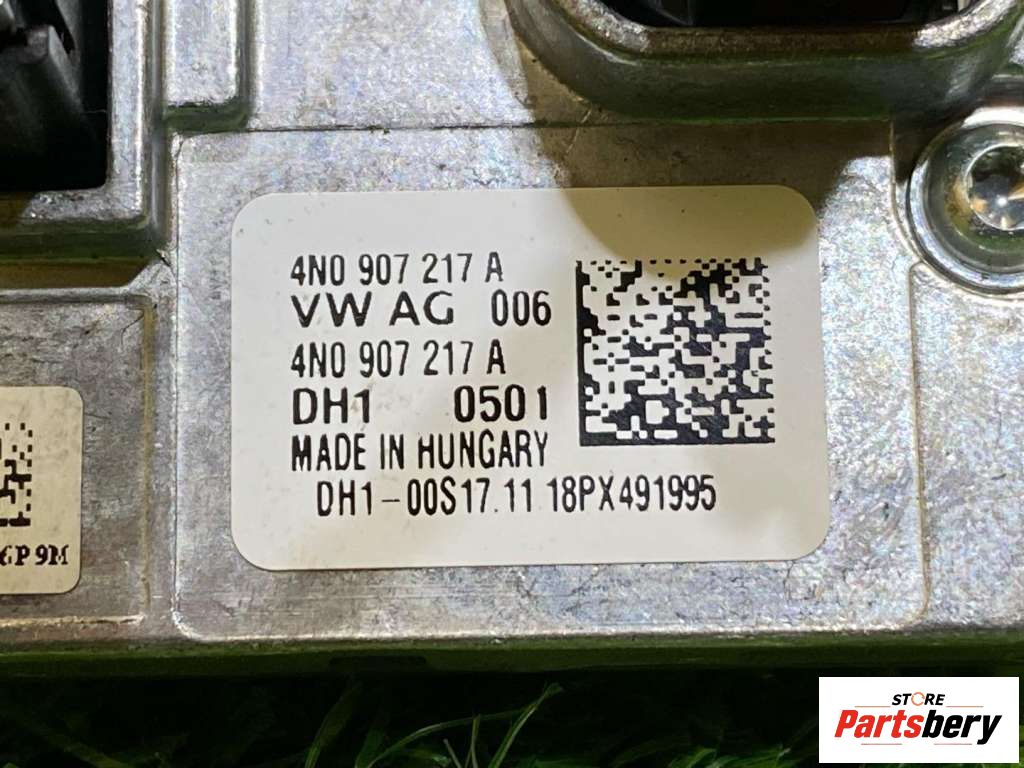 4N0 907 217 A
VW AG 006
4N0 907 217 A
DH1 0501
MADE IN HUNGARY
DH1-00S17.11 18PX491995
6P9M
STORE
Partsbery